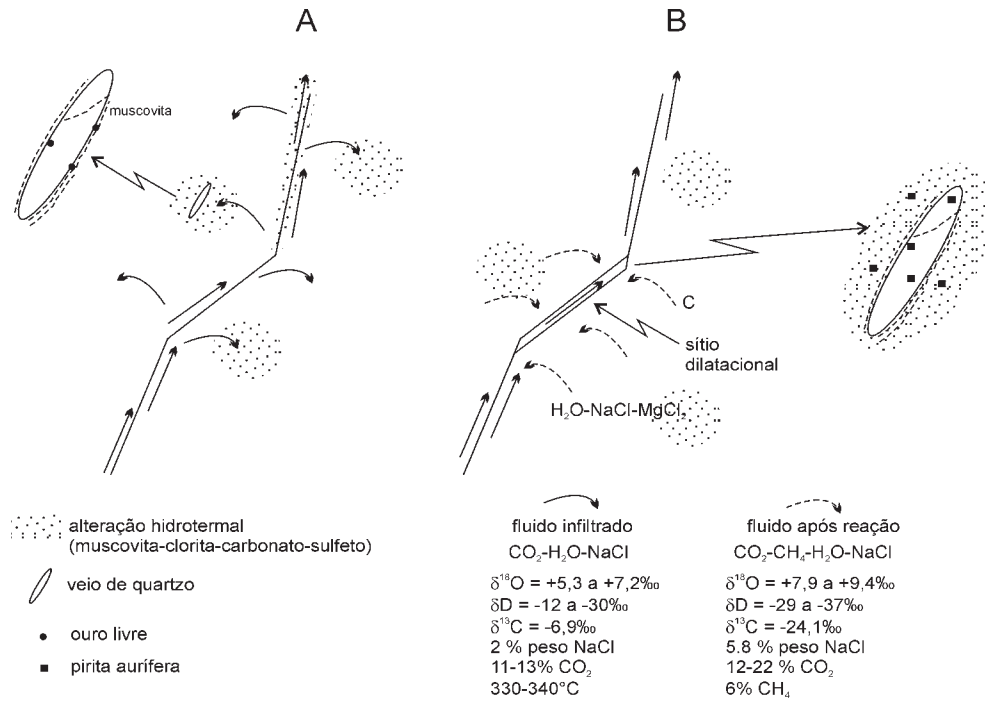 A
B
muscovita
C
sítio
dilatacional
H₂O-NaCl-MgCl₂
alteração hidrotermal
(muscovita-clorita-carbonato-sulfeto)
veio de quartzo
ouro livre
pirita aurífera
fluido infiltrado
CO₂-H₂O-NaCl
δ¹⁸O = +5,3 a +7,2‰
δD = -12 a -30‰
δ¹³C = -6,9‰
2 % peso NaCl
11-13% CO₂
330-340°C
fluido após reação
CO₂-CH₄-H₂O-NaCl
δ¹⁸O = +7,9 a +9,4‰
δD = -29 a -37‰
δ¹³C = -24,1‰
5.8 % peso NaCl
12-22 % CO₂
6% CH₄